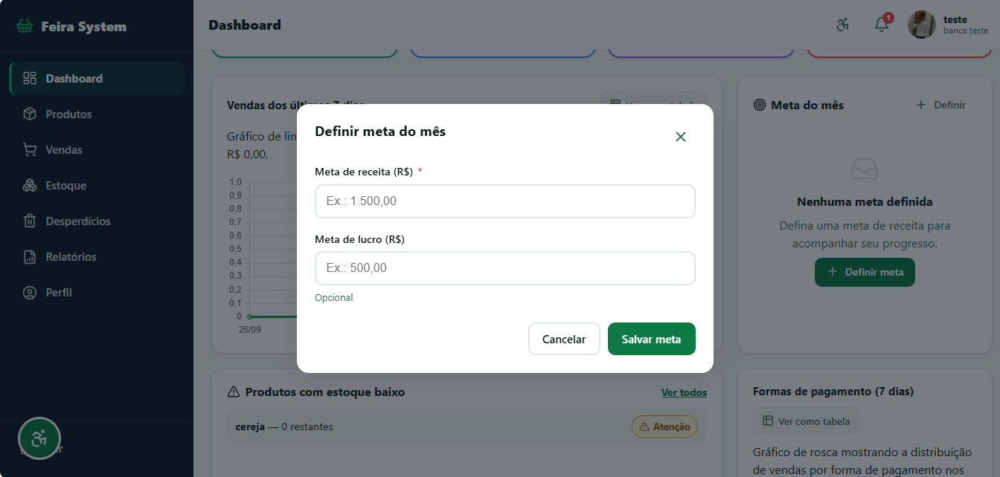 Feira System
Dashboard
Produtos
Vendas
Estoque
Desperdícios
Relatórios
Perfil
Dashboard
1
teste
banca teste
Vendas dos últimos 7 dias
Gráfico de lin
R$ 0,00.
1,0
0,9
0,8
0,7
0,6
0,5
0,4
0,3
0,2
0,1
0
26/09
Definir meta do mês
Meta de receita (R$) *
Ex.: 1.500,00
Meta de lucro (R$)
Ex.: 500,00
Opcional
Cancelar
Salvar meta
Meta do mês
Definir
Nenhuma meta definida
Defina uma meta de receita para
acompanhar seu progresso.
Definir meta
Produtos com estoque baixo
Ver todos
cereja — 0 restantes
Atenção
Formas de pagamento (7 dias)
Ver como tabela
Gráfico de rosca mostrando a distribuição
de vendas por forma de pagamento nos